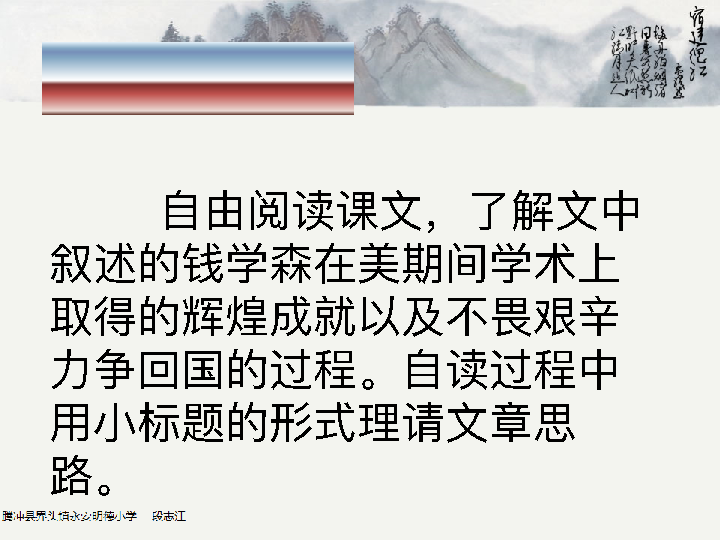 宿建德江
自由阅读课文，了解文中
叙述的钱学森在美期间学术上
取得的辉煌成就以及不畏艰辛
力争回国的过程。自读过程中
用小标题的形式理请文章思
路。
腾冲县界头镇永安明德小学 段志江